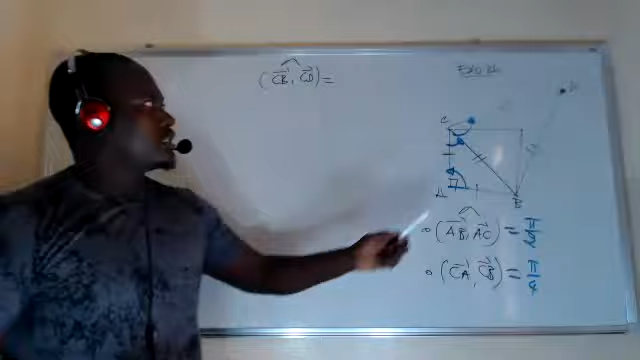 (CB, CD) =
C
D
A
B
(AB, AC) = π/2
(CA, CB) = π/4